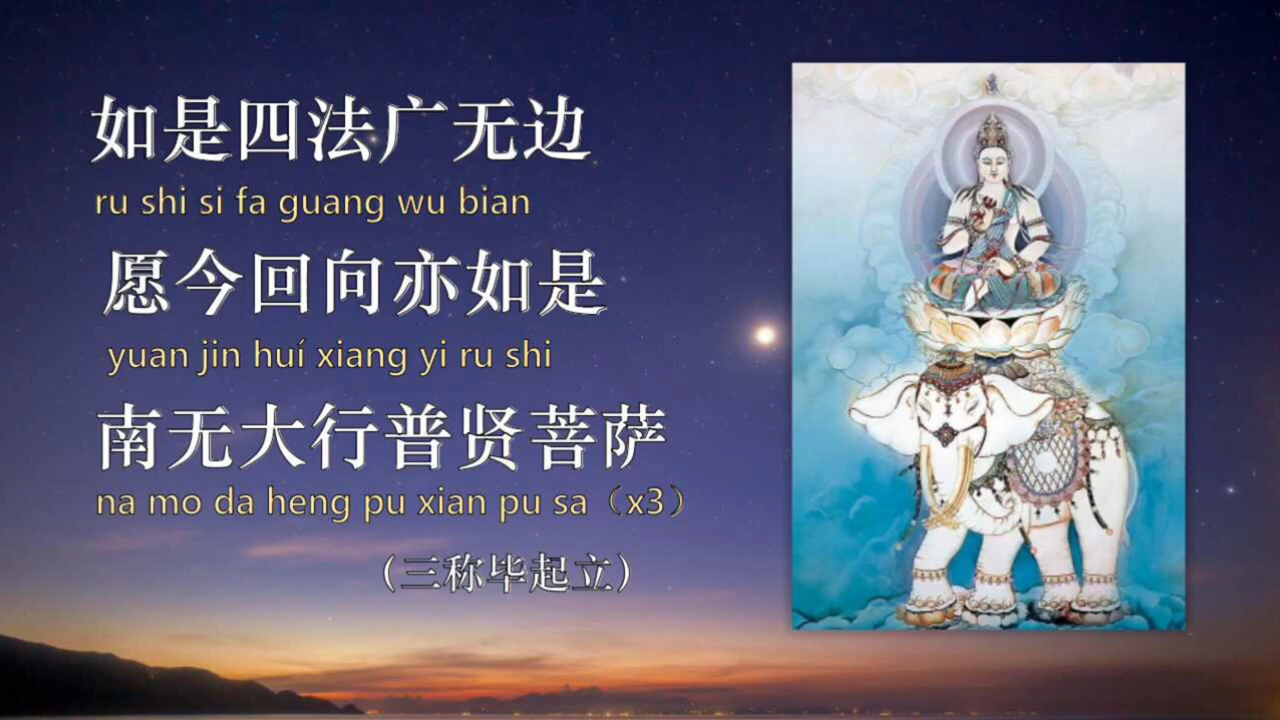 如是四法广无边
ru shi si fa guang wu bian
愿今回向亦如是
yuan jin huí xiang yi ru shi
南无大行普贤菩萨
na mo da heng pu xian pu sa（x3）
（三称毕起立）